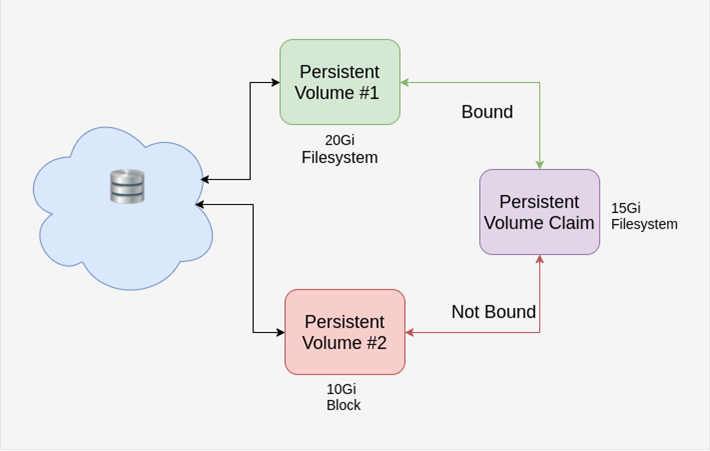 Persistent
Volume #1
20Gi
Filesystem
Bound
Persistent
Volume Claim
15Gi
Filesystem
Not Bound
Persistent
Volume #2
10Gi
Block